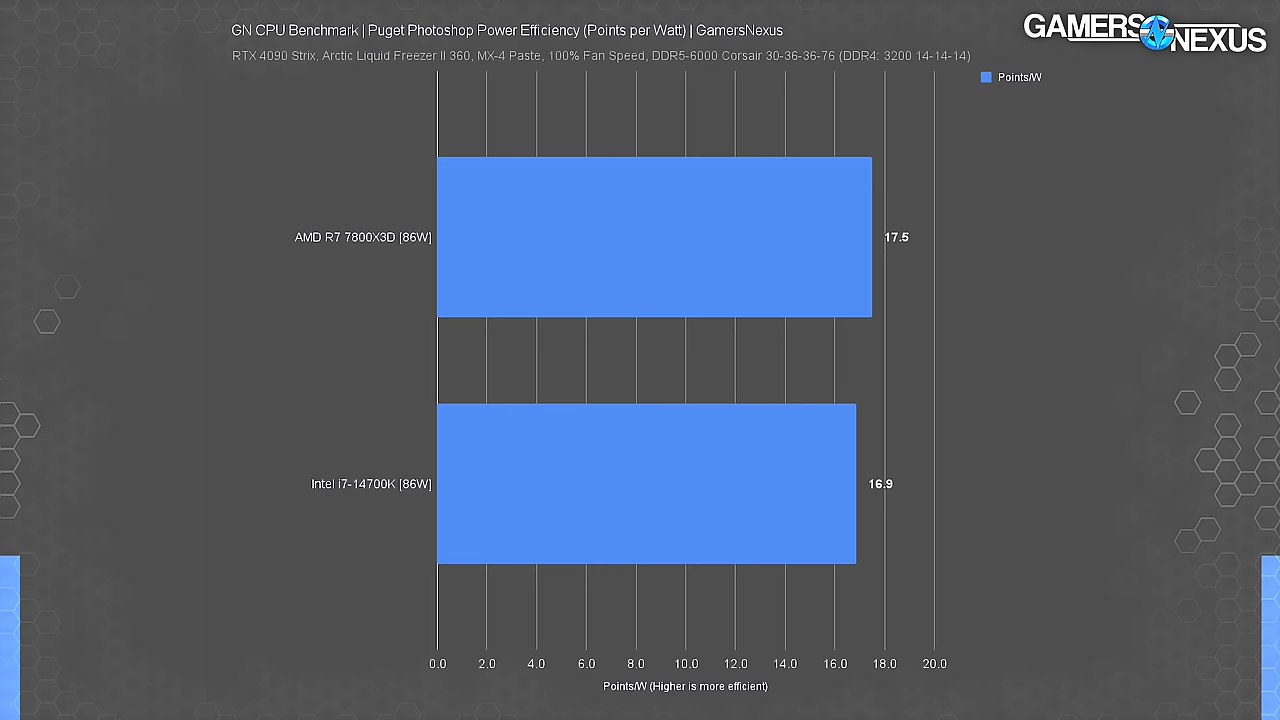 GN CPU Benchmark | Puget Photoshop Power Efficiency (Points per Watt) | GamersNexus
GAMERS NEXUS
RTX 4090 Strix, Arctic Liquid Freezer II 360, MX-4 Paste, 100% Fan Speed, DDR5-6000 Corsair 30-36-36-76 (DDR4: 3200 14-14-14)
Points/W
AMD R7 7800X3D [86W]
17.5
Intel i7-14700K [86W]
16.9
0.0 2.0 4.0 6.0 8.0 10.0 12.0 14.0 16.0 18.0 20.0
Points/W (Higher is more efficient)